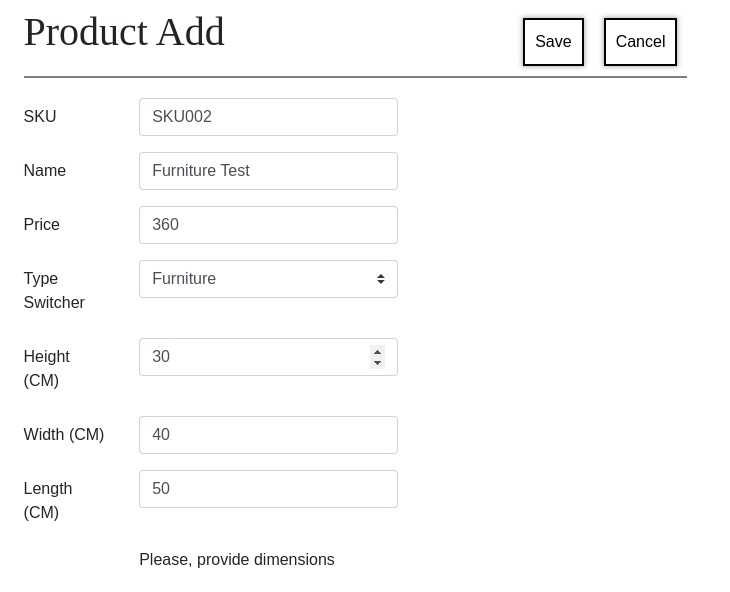 Product Add
Save
Cancel
SKU
SKU002
Name
Furniture Test
Price
360
Type
Switcher
Furniture
Height
(CM)
30
Width (CM)
40
Length
(CM)
50
Please, provide dimensions